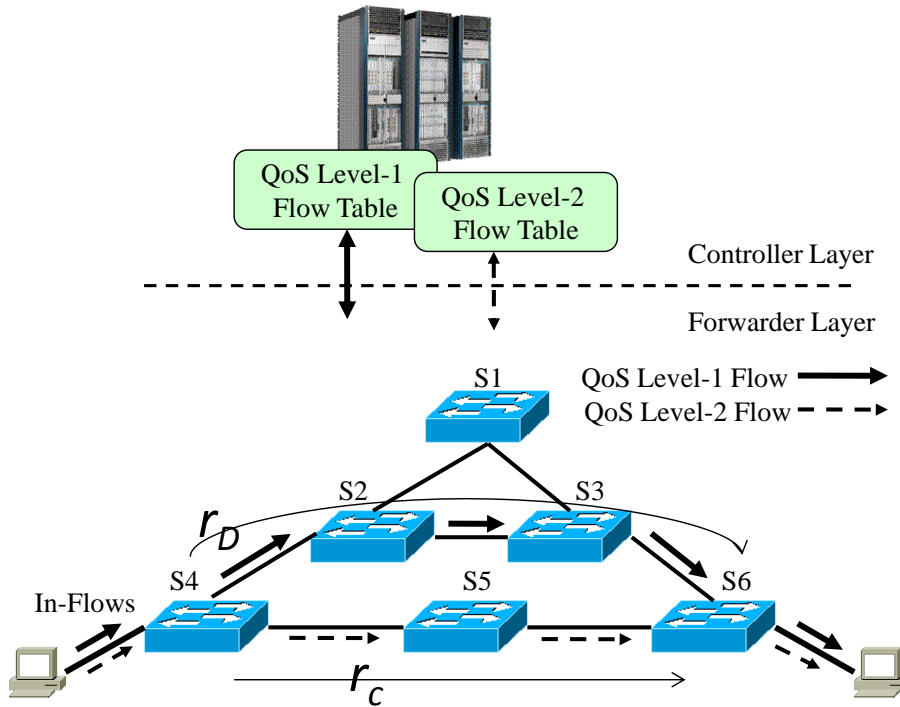 QoS Level-1
Flow Table
QoS Level-2
Flow Table
Controller Layer
Forwarder Layer
QoS Level-1 Flow
QoS Level-2 Flow
S1
S2
S3
r_D
S4
S5
S6
In-Flows
r_C